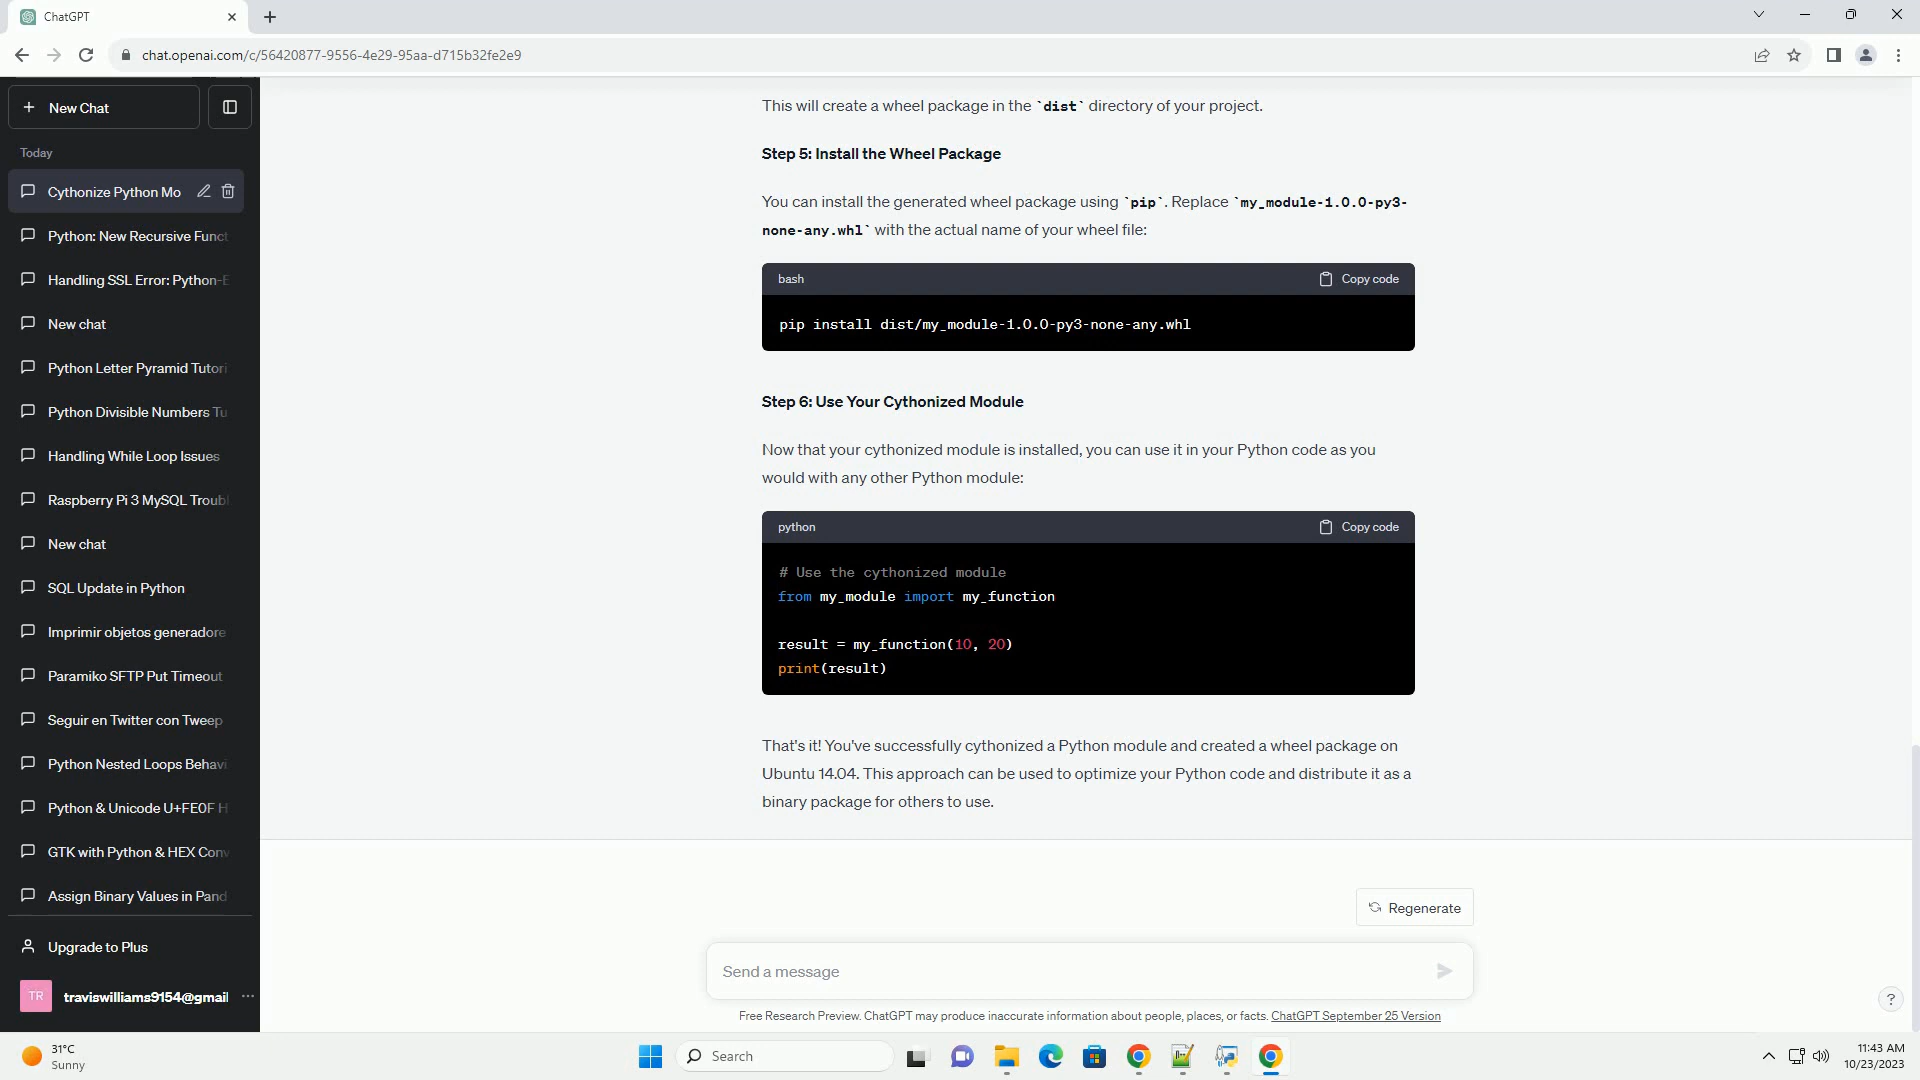 ChatGPT
chat.openai.com/c/56420877-9556-4e29-95aa-d715b32fe2e9
New Chat
Today
Cythonize Python Mo
Python: New Recursive Funct
Handling SSL Error: Python-E
New chat
Python Letter Pyramid Tutori
Python Divisible Numbers Tu
Handling While Loop Issues
Raspberry Pi 3 MySQL Troubl
New chat
SQL Update in Python
Imprimir objetos generadore
Paramiko SFTP Put Timeout
Seguir en Twitter con Tweep
Python Nested Loops Behavi
Python & Unicode U+FE0F H
GTK with Python & HEX Conv
Assign Binary Values in Pand
Upgrade to Plus
TR
traviswilliams9154@gmail
This will create a wheel package in the `dist` directory of your project.
Step 5: Install the Wheel Package
You can install the generated wheel package using `pip`. Replace `my_module-1.0.0-py3-
none-any.whl` with the actual name of your wheel file:
bash
Copy code
pip install dist/my_module-1.0.0-py3-none-any.whl
Step 6: Use Your Cythonized Module
Now that your cythonized module is installed, you can use it in your Python code as you
would with any other Python module:
python
Copy code
# Use the cythonized module
from my_module import my_function
result = my_function(10, 20)
print(result)
That's it! You've successfully cythonized a Python module and created a wheel package on
Ubuntu 14.04. This approach can be used to optimize your Python code and distribute it as a
binary package for others to use.
Regenerate
Send a message
?
Free Research Preview. ChatGPT may produce inaccurate information about people, places, or facts. ChatGPT September 25 Version
31°C
Sunny
Search
11:43 AM
10/23/2023